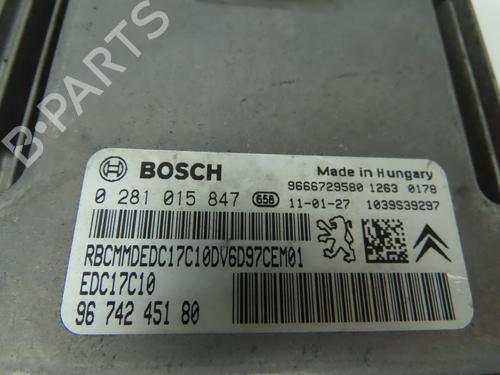 BOSCH
Made in Hungary
9666729580 1263 0178
0 281 015 847 658 11-01-27 1039S39297
RBCMMDEDC17C10DV6D97CEM01
EDC17C10
96 742 451 80
B-PARTS